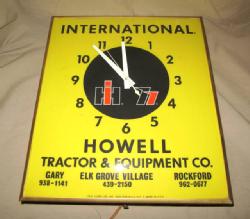 INTERNATIONAL.
12
11 1
10 2
9 3
8 4
7 5
6
IH
HOWELL
TRACTOR & EQUIPMENT CO.
GARY ELK GROVE VILLAGE ROCKFORD
938-1141 439-2150 962-0677